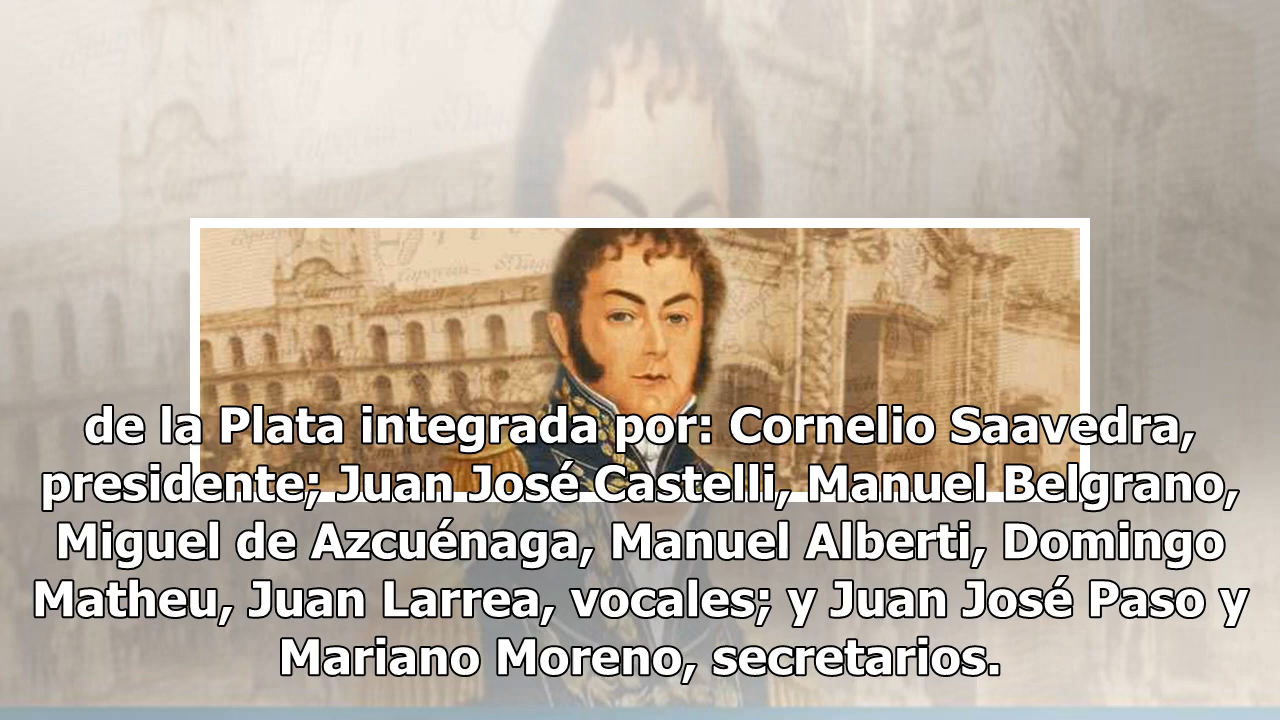 de la Plata integrada por: Cornelio Saavedra,
presidente; Juan José Castelli, Manuel Belgrano,
Miguel de Azcuénaga, Manuel Alberti, Domingo
Matheu, Juan Larrea, vocales; y Juan José Paso y
Mariano Moreno, secretarios.